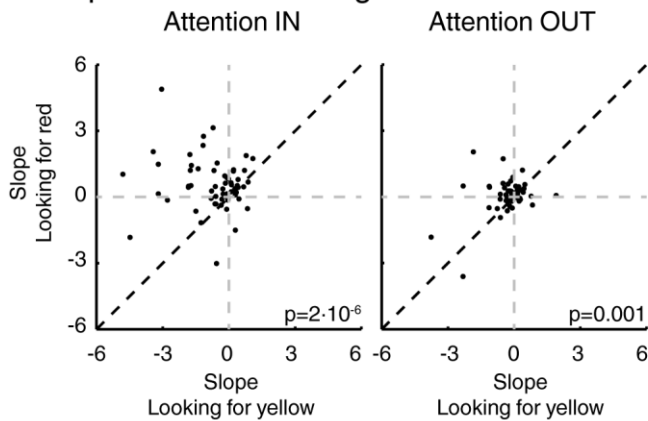 Attention IN
Attention OUT
Slope
Looking for red
6
3
0
-3
-6
p=2·10-6
p=0.001
-6 -3 0 3 6
-6 -3 0 3 6
Slope
Looking for yellow
Slope
Looking for yellow